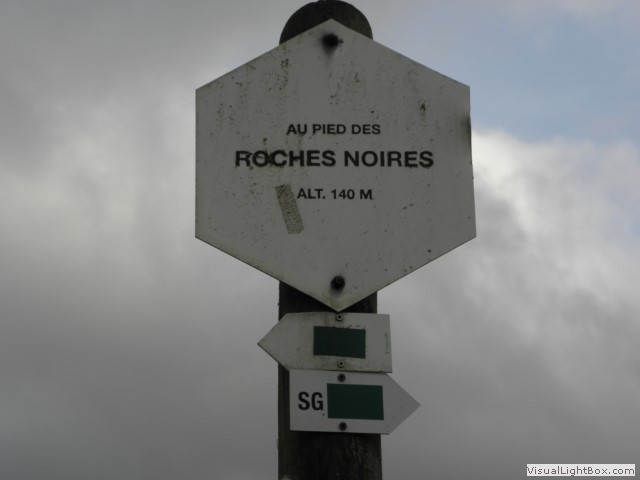 AU PIED DES
ROCHES NOIRES
ALT. 140 M
SG
VisualLightBox.com